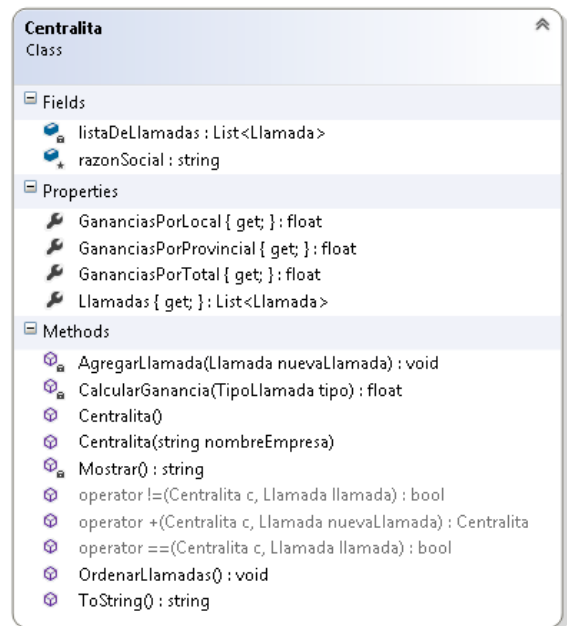 Centralita
Class
Fields
listaDeLlamadas : List<Llamada>
razonSocial : string
Properties
GananciasPorLocal { get; } : float
GananciasPorProvincial { get; } : float
GananciasPorTotal { get; } : float
Llamadas { get; } : List<Llamada>
Methods
AgregarLlamada(Llamada nuevaLlamada) : void
CalcularGanancia(TipoLlamada tipo) : float
Centralita()
Centralita(string nombreEmpresa)
Mostrar() : string
operator !=(Centralita c, Llamada llamada) : bool
operator +(Centralita c, Llamada nuevaLlamada) : Centralita
operator ==(Centralita c, Llamada llamada) : bool
OrdenarLlamadas() : void
ToString() : string